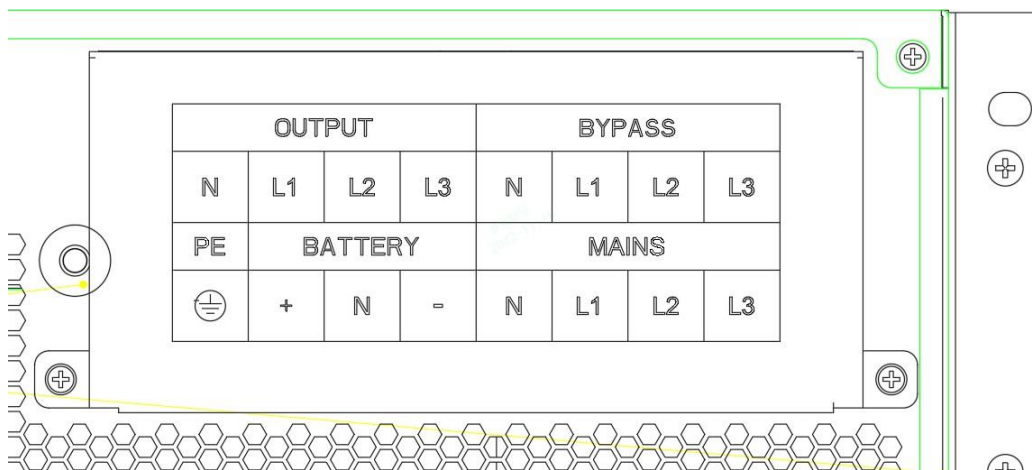 OUTPUT BYPASS
N L1 L2 L3 N L1 L2 L3
PE BATTERY MAINS
+ N - N L1 L2 L3